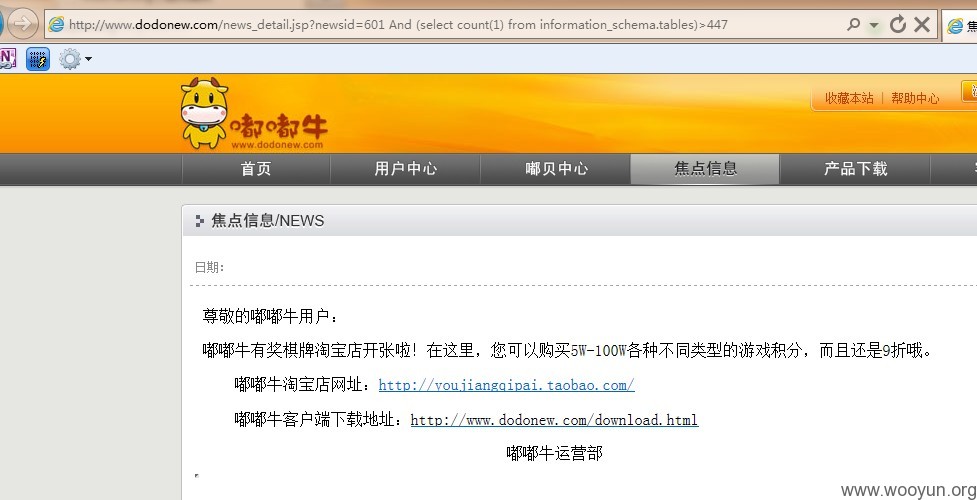 http://www.dodonew.com/news_detail.jsp?newsid=601 And (select count(1) from information_schema.tables)>447
收藏本站 | 帮助中心
嘟嘟牛
www.dodonew.com
首页 用户中心 嘟贝中心 焦点信息 产品下载
焦点信息/NEWS
日期:
尊敬的嘟嘟牛用户:
嘟嘟牛有奖棋牌淘宝店开张啦! 在这里, 您可以购买5W-100W各种不同类型的游戏积分, 而且还是9折哦。
嘟嘟牛淘宝店网址: http://youjiangqipai.taobao.com/
嘟嘟牛客户端下载地址: http://www.dodonew.com/download.html
嘟嘟牛运营部
www.wooyun.org